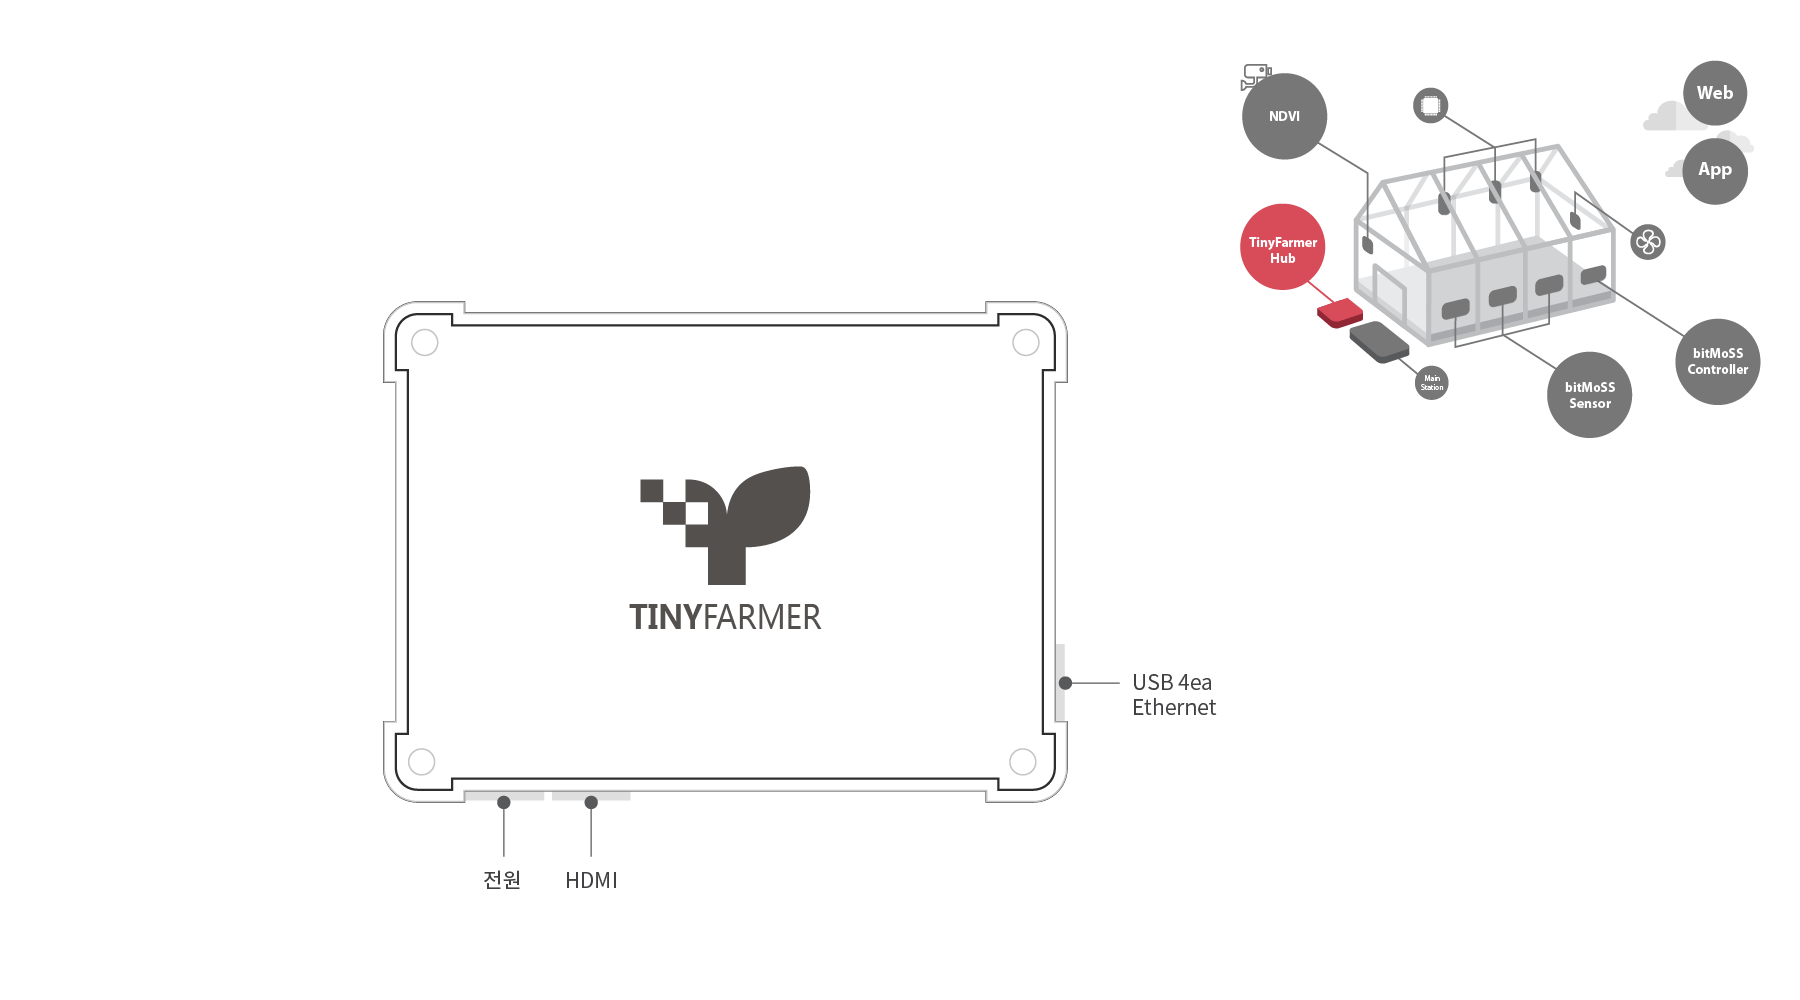 NDVI
Web
App
TinyFarmer
Hub
Main
Station
bitMoSS
Sensor
bitMoSS
Controller
TINYFARMER
USB 4ea
Ethernet
전원
HDMI